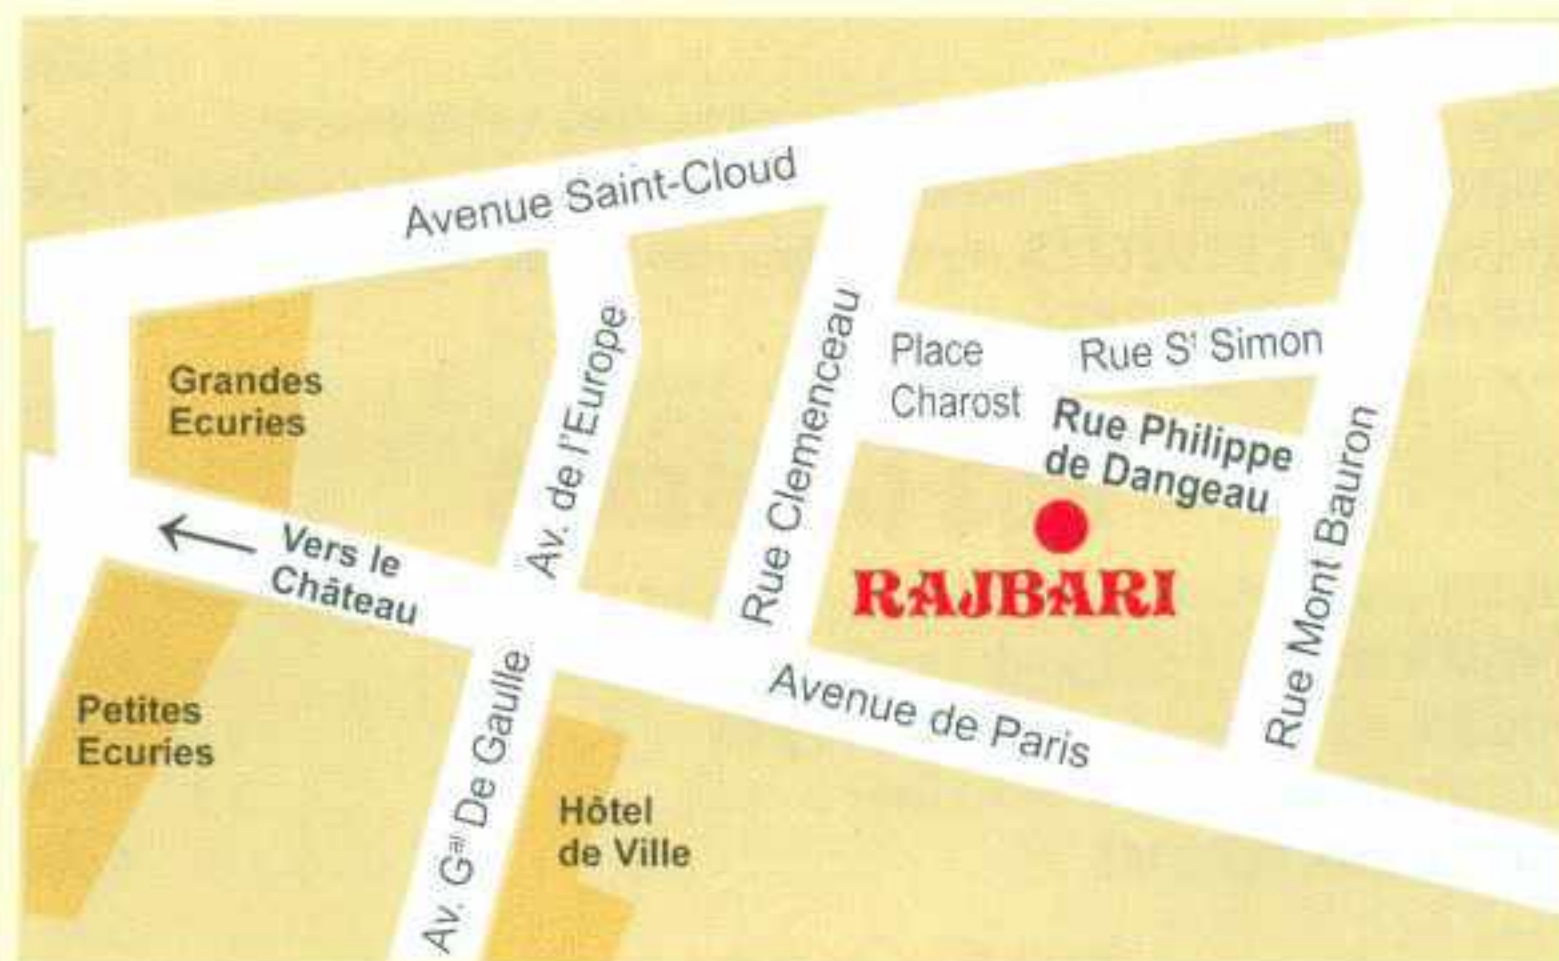 Avenue Saint-Cloud
Grandes
Ecuries
Av. de l'Europe
Rue Clemenceau
Place
Charost
Rue Sᵗ Simon
Rue Philippe
de Dangeau
Rue Mont Bauron
RAJBARI
Vers le
Château
Petites
Ecuries
Av. Gᵃˡ De Gaulle
Hôtel
de Ville
Avenue de Paris